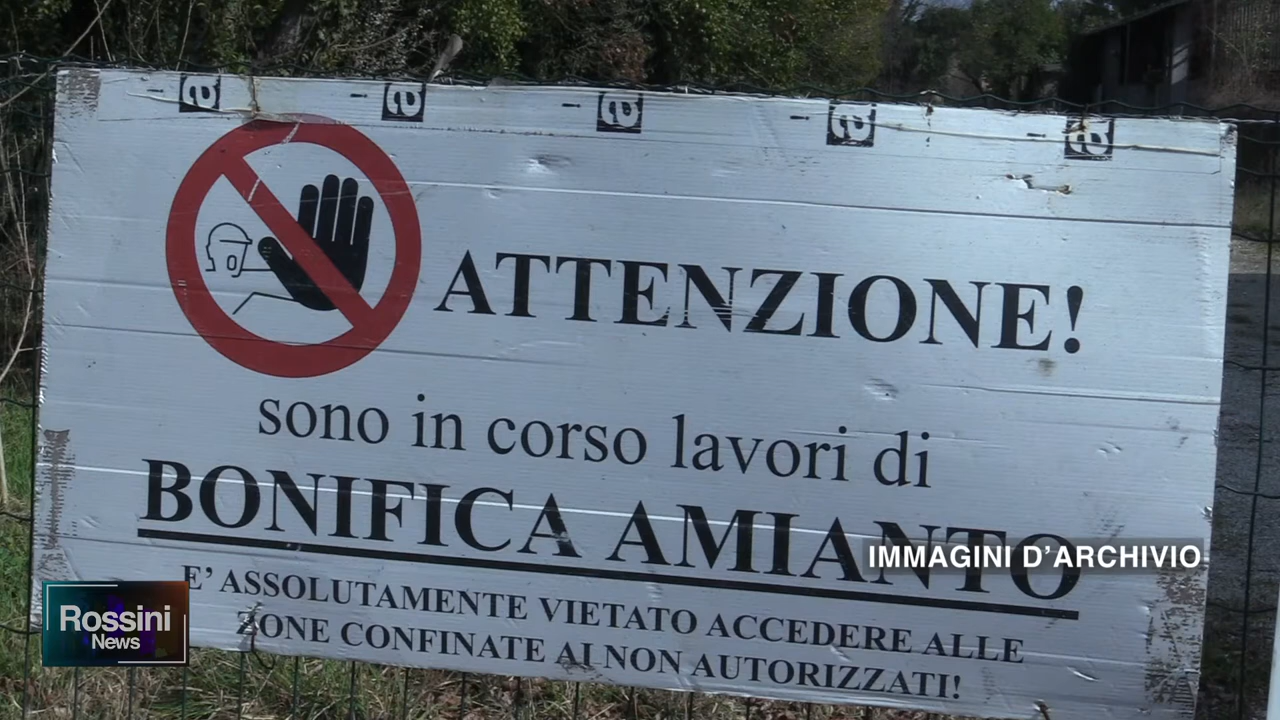 a a a a a
ATTENZIONE!
sono in corso lavori di
BONIFICA AMIANTO
IMMAGINI D'ARCHIVIO
E' ASSOLUTAMENTE VIETATO ACCEDERE ALLE
ZONE CONFINATE AI NON AUTORIZZATI!
Rossini
News